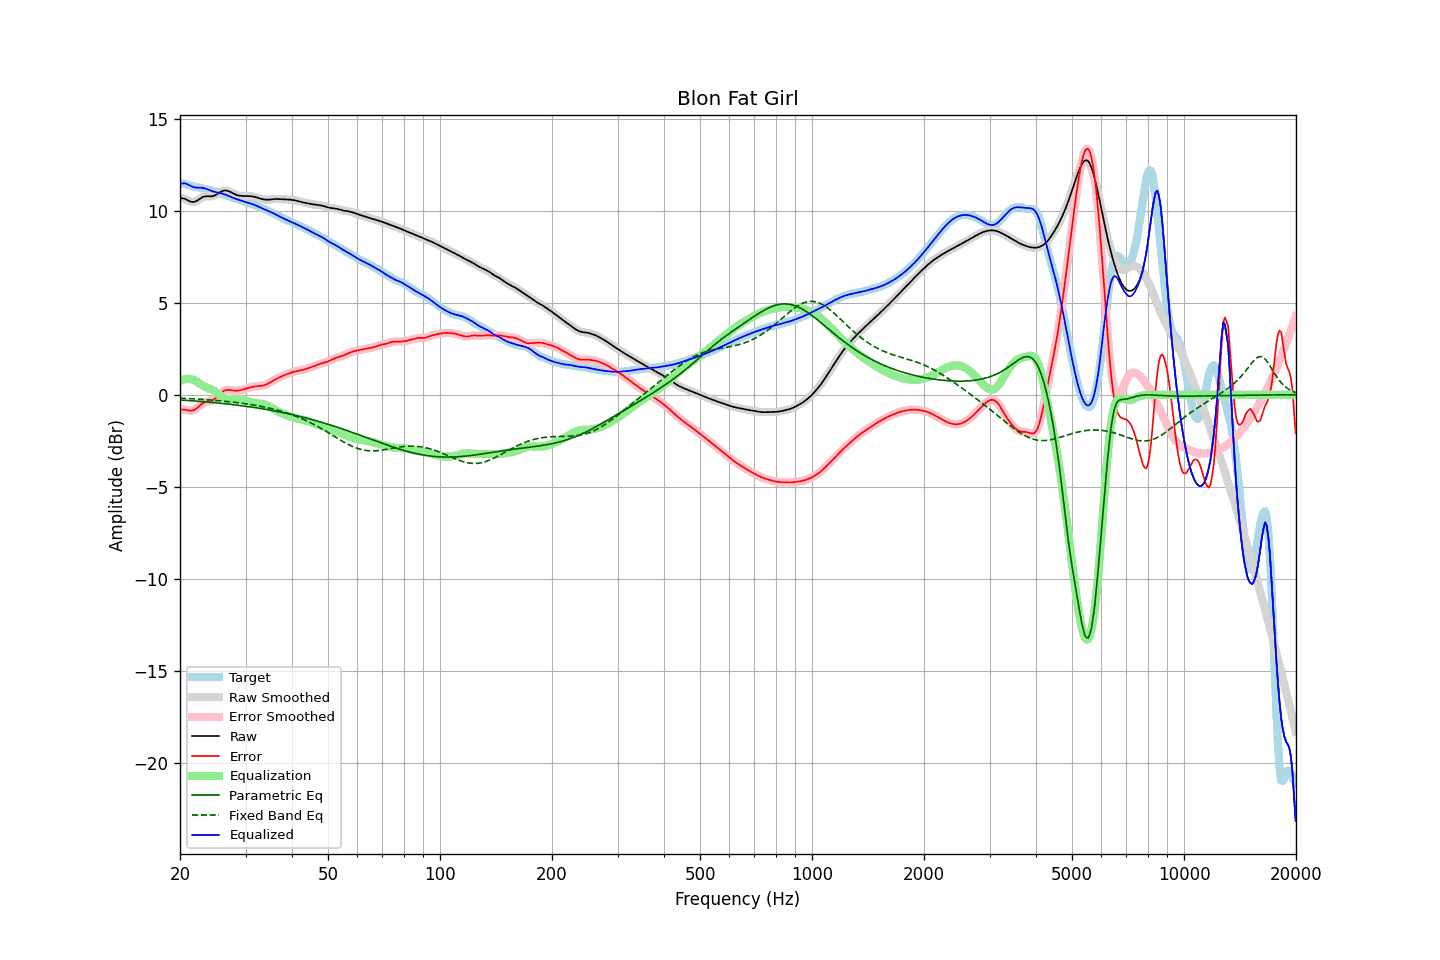 Blon Fat Girl
Amplitude (dBr)
15
10
5
0
−5
−10
−15
−20
Target
Raw Smoothed
Error Smoothed
Raw
Error
Equalization
Parametric Eq
Fixed Band Eq
Equalized
20 50 100 200 500 1000 2000 5000 10000 20000
Frequency (Hz)